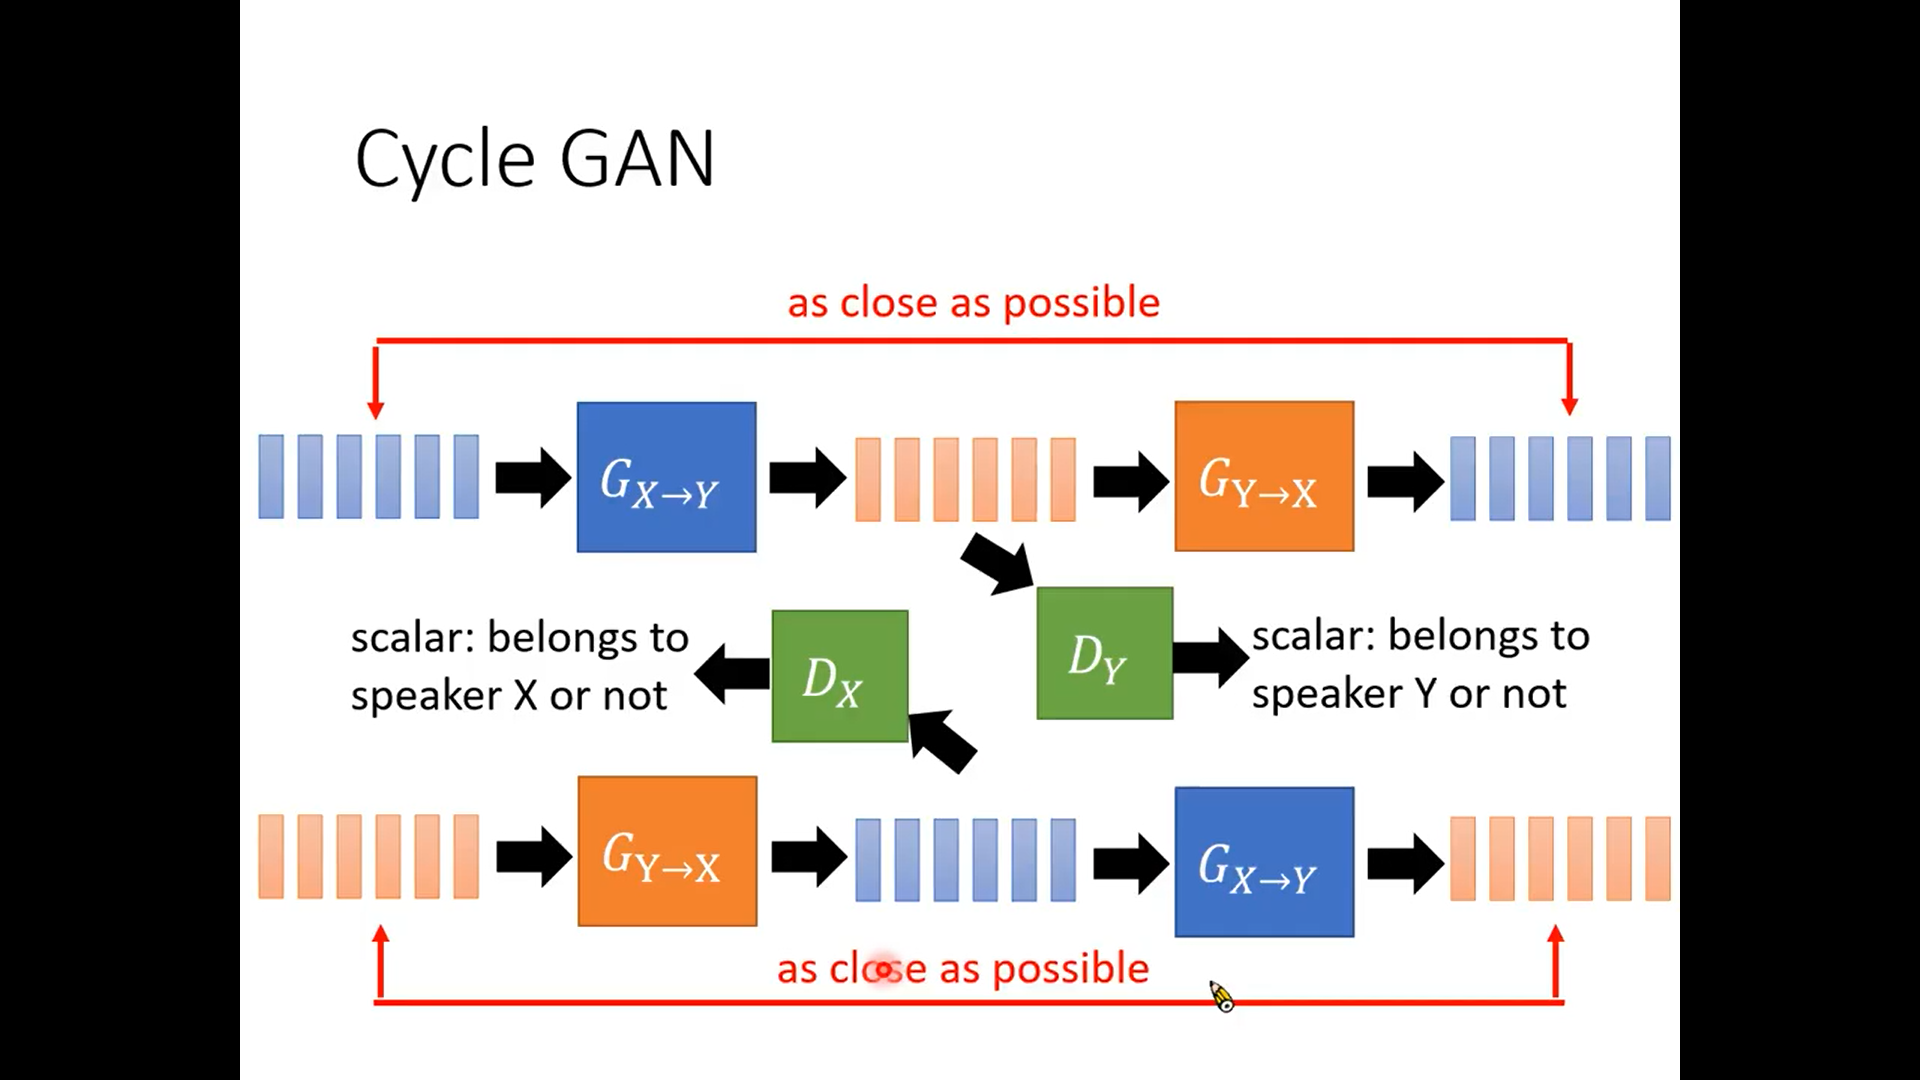 Cycle GAN
as close as possible
G_{X→Y}
G_{Y→X}
scalar: belongs to
speaker X or not
D_X
D_Y
scalar: belongs to
speaker Y or not
G_{Y→X}
G_{X→Y}
as close as possible